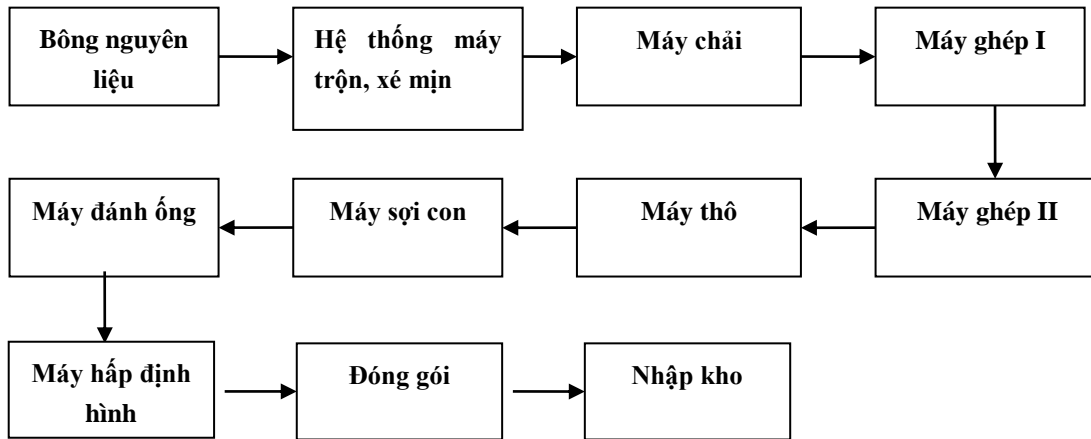 Bông nguyên
liệu
Hệ thống máy
trộn, xé mịn
Máy chải
Máy ghép I
Máy ghép II
Máy thô
Máy sợi con
Máy đánh ống
Máy hấp định
hình
Đóng gói
Nhập kho